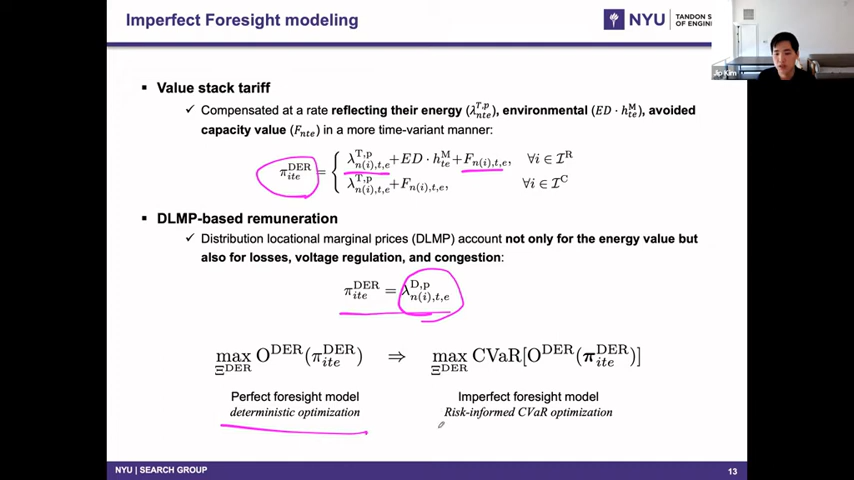 Imperfect Foresight modeling
NYU
TANDON S
OF ENGINE
Jip Kim
▪ Value stack tariff
✓ Compensated at a rate reflecting their energy (λ^{T,p}_{nte}), environmental (ED · h^{M}_{te}), avoided
capacity value (F_{nte}) in a more time-variant manner:
π^{DER}_{ite} = { λ^{T,p}_{n(i),t,e} + ED · h^{M}_{te} + F_{n(i),t,e}, ∀i ∈ I^{R}
λ^{T,p}_{n(i),t,e} + F_{n(i),t,e}, ∀i ∈ I^{C}
▪ DLMP-based remuneration
✓ Distribution locational marginal prices (DLMP) account not only for the energy value but
also for losses, voltage regulation, and congestion:
π^{DER}_{ite} = λ^{D,p}_{n(i),t,e}
max_{Ξ^{DER}} O^{DER}(π^{DER}_{ite}) ⇒ max_{Ξ^{DER}} CVaR[O^{DER}(π^{DER}_{ite})]
Perfect foresight model Imperfect foresight model
deterministic optimization Risk-informed CVaR optimization
NYU | SEARCH GROUP 13